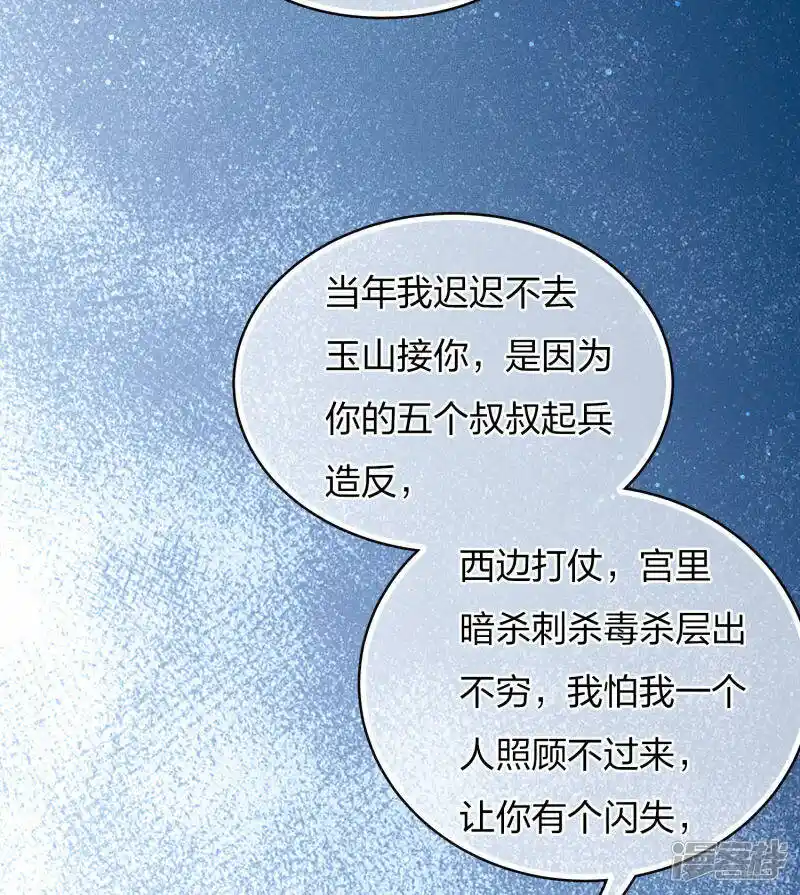 当年我迟迟不去
玉山接你，是因为
你的五个叔叔起兵
造反，
西边打仗，宫里
暗杀刺杀毒杀层出
不穷，我怕我一个
人照顾不过来，
让你有个闪失，
漫客栈